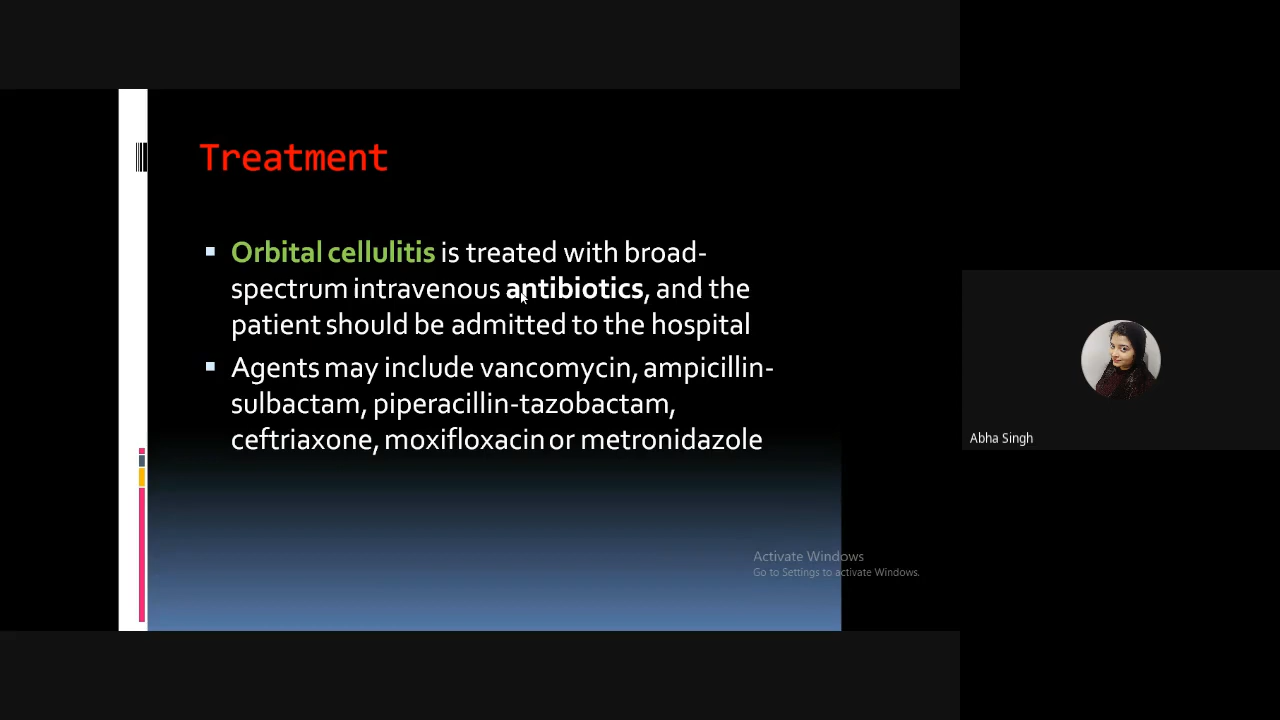 Treatment
Orbital cellulitis is treated with broad-
spectrum intravenous antibiotics, and the
patient should be admitted to the hospital
Agents may include vancomycin, ampicillin-
sulbactam, piperacillin-tazobactam,
ceftriaxone, moxifloxacin or metronidazole
Activate Windows
Go to Settings to activate Windows.
Abha Singh